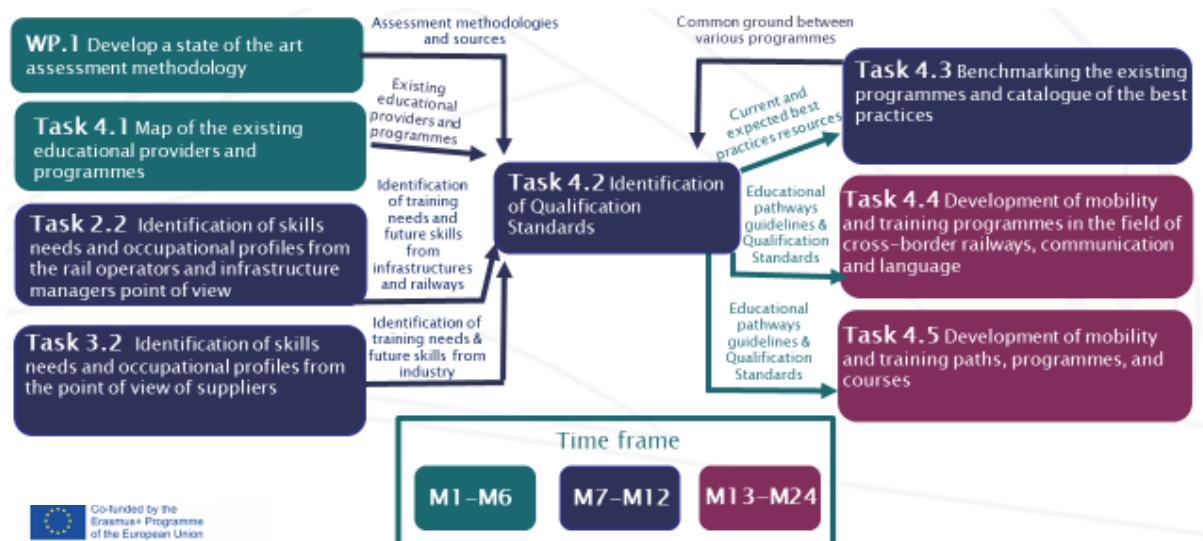 WP.1 Develop a state of the art
assessment methodology
Task 4.1 Map of the existing
educational providers and
programmes
Task 2.2 Identification of skills
needs and occupational profiles from
the rail operators and infrastructure
managers point of view
Task 3.2 Identification of skills
needs and occupational profiles from
the point of view of suppliers
Assessment methodologies
and sources
Existing
educational
providers and
programmes
Identification
of training
needs and
future skills
from
infrastructures
and railways
Identification of
training needs &
future skills from
industry
Task 4.2 Identification
of Qualification
Standards
Common ground between
various programmes
Current and
expected best
practices resources
Educational
pathways
guidelines &
Qualification
Standards
Educational
pathways
guidelines
& Qualification
Standards
Task 4.3 Benchmarking the existing
programmes and catalogue of the best
practices
Task 4.4 Development of mobility
and training programmes in the field of
cross-border railways, communication
and language
Task 4.5 Development of mobility
and training paths, programmes, and
courses
Time frame
M1-M6
M7-M12
M13-M24
Co-funded by the
Erasmus+ Programme
of the European Union